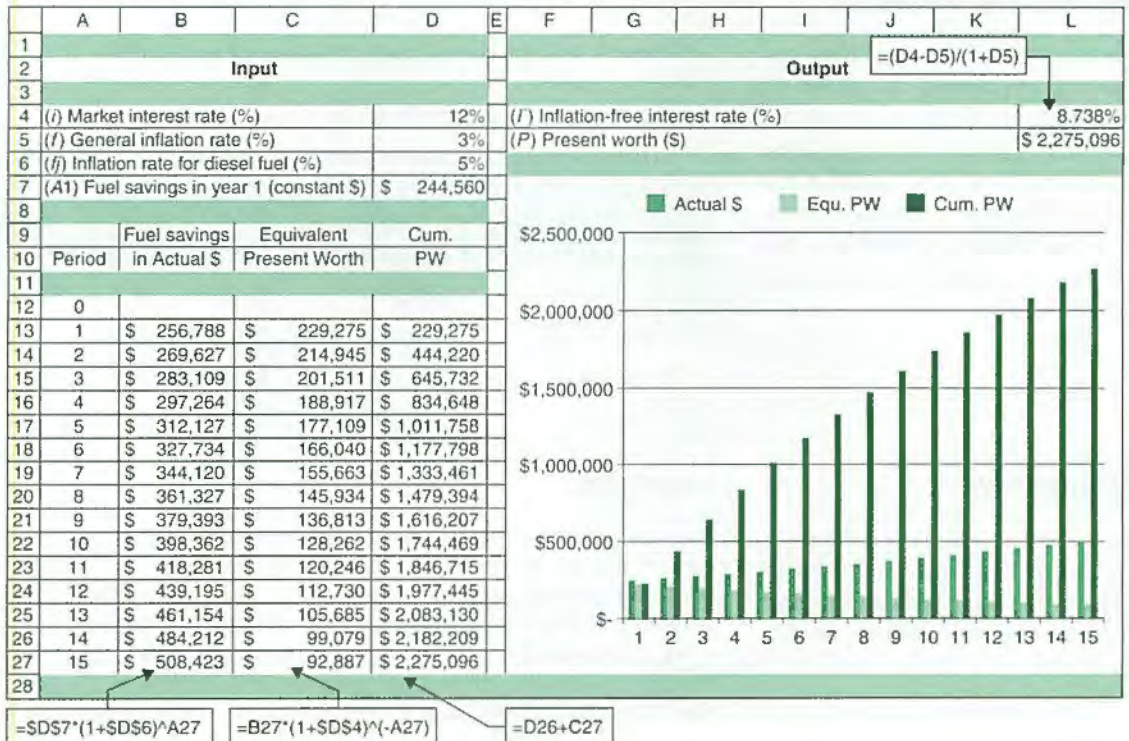 A B C D E F G H I J K L
1
2 Input Output =(D4-D5)/(1+D5)
3
4 (i) Market interest rate (%) 12% (I') Inflation-free interest rate (%) 8.738%
5 (f) General inflation rate (%) 3% (P) Present worth ($) $ 2,275,096
6 (fj) Inflation rate for diesel fuel (%) 5%
7 (A1) Fuel savings in year 1 (constant $) $ 244,560
8 Actual $ Equ. PW Cum. PW
9 Fuel savings Equivalent Cum.
10 Period in Actual $ Present Worth PW
11
12 0
13 1 $ 256,788 $ 229,275 $ 229,275
14 2 $ 269,627 $ 214,945 $ 444,220
15 3 $ 283,109 $ 201,511 $ 645,732
16 4 $ 297,264 $ 188,917 $ 834,648
17 5 $ 312,127 $ 177,109 $ 1,011,758
18 6 $ 327,734 $ 166,040 $ 1,177,798
19 7 $ 344,120 $ 155,663 $ 1,333,461
20 8 $ 361,327 $ 145,934 $ 1,479,394
21 9 $ 379,393 $ 136,813 $ 1,616,207
22 10 $ 398,362 $ 128,262 $ 1,744,469
23 11 $ 418,281 $ 120,246 $ 1,846,715
24 12 $ 439,195 $ 112,730 $ 1,977,445
25 13 $ 461,154 $ 105,685 $ 2,083,130
26 14 $ 484,212 $ 99,079 $ 2,182,209
27 15 $ 508,423 $ 92,887 $ 2,275,096
28
$2,500,000
$2,000,000
$1,500,000
$1,000,000
$500,000
$-
1 2 3 4 5 6 7 8 9 10 11 12 13 14 15
=$D$7*(1+$D$6)^A27 =B27*(1+$D$4)^(-A27) =D26+C27